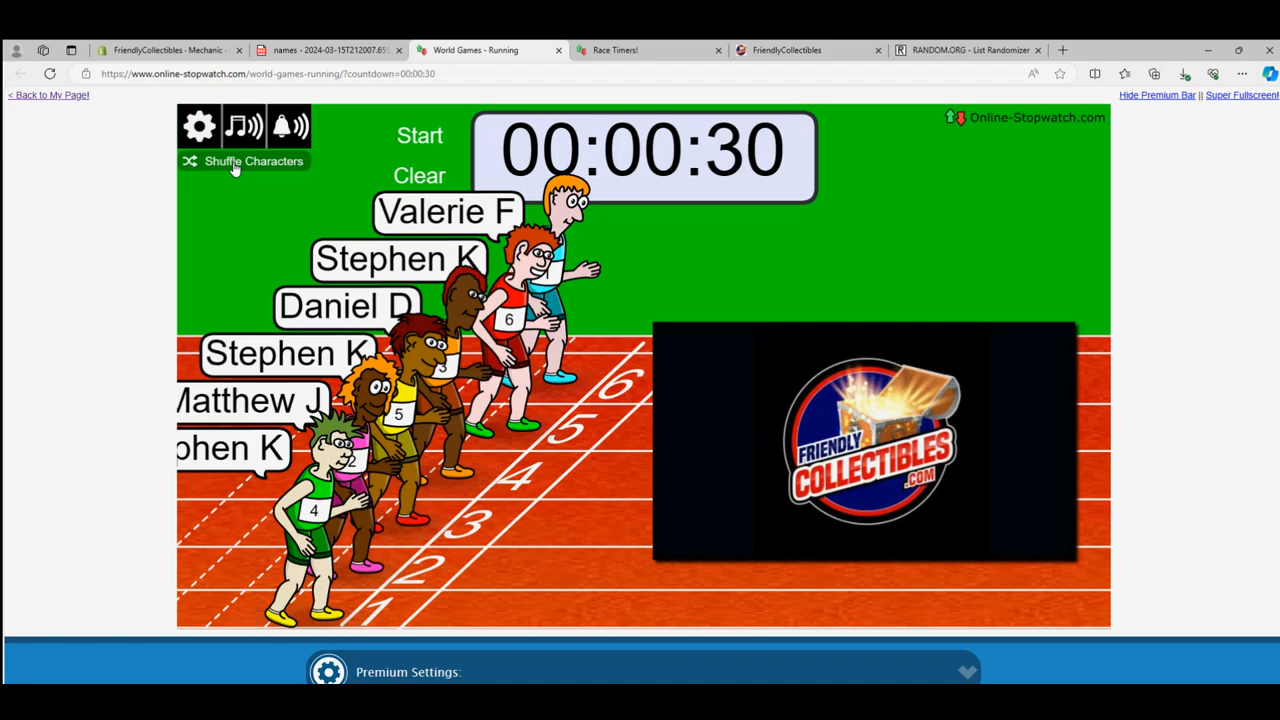 FriendlyCollectibles - Mechanic -
names - 2024-03-15T212007.65
World Games - Running
Race Timers!
FriendlyCollectibles
RANDOM.ORG - List Randomizer
https://www.online-stopwatch.com/world-games-running/?countdown=00:00:30
< Back to My Page!
Hide Premium Bar || Super Fullscreen!
Shuffle Characters
Start
Clear
00:00:30
Online-Stopwatch.com
Valerie F
Stephen K
Daniel D
Stephen K
Matthew J
phen K
1
6
3
5
2
4
6
5
4
3
2
1
FRIENDLY
COLLECTIBLES
.COM
Premium Settings: